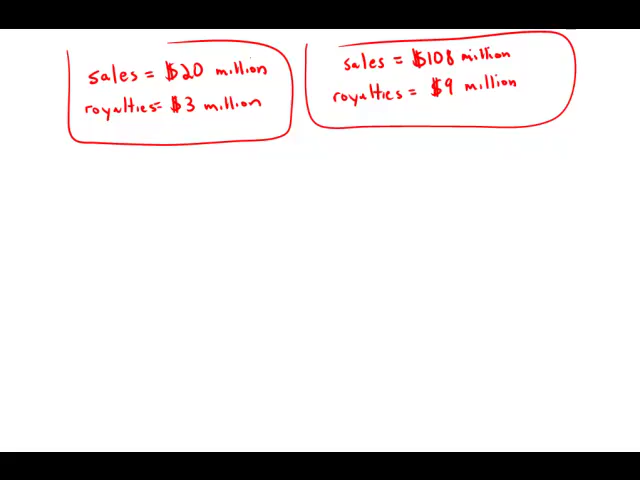 sales = $20 million
royalties= $3 million
sales = $108 million
royalties = $9 million